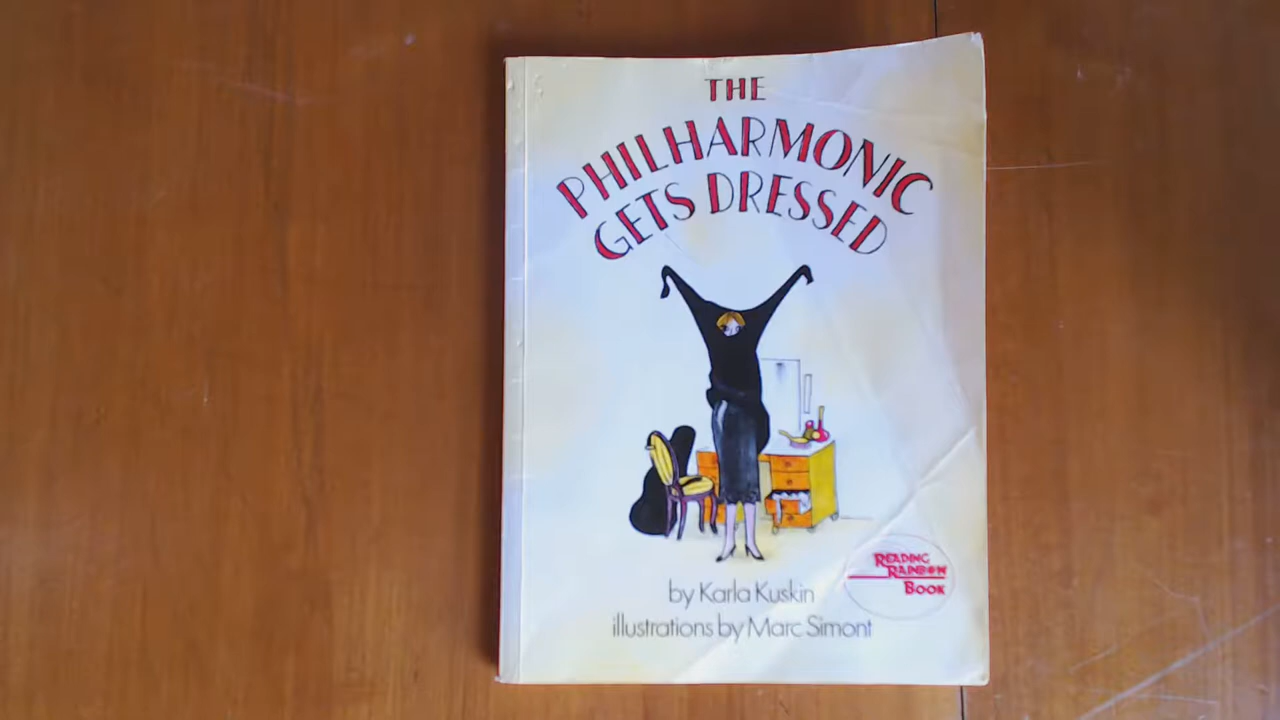 THE
PHILHARMONIC
GETS DRESSED
READING
RAINBOW
BOOK
by Karla Kuskin
illustrations by Marc Simont